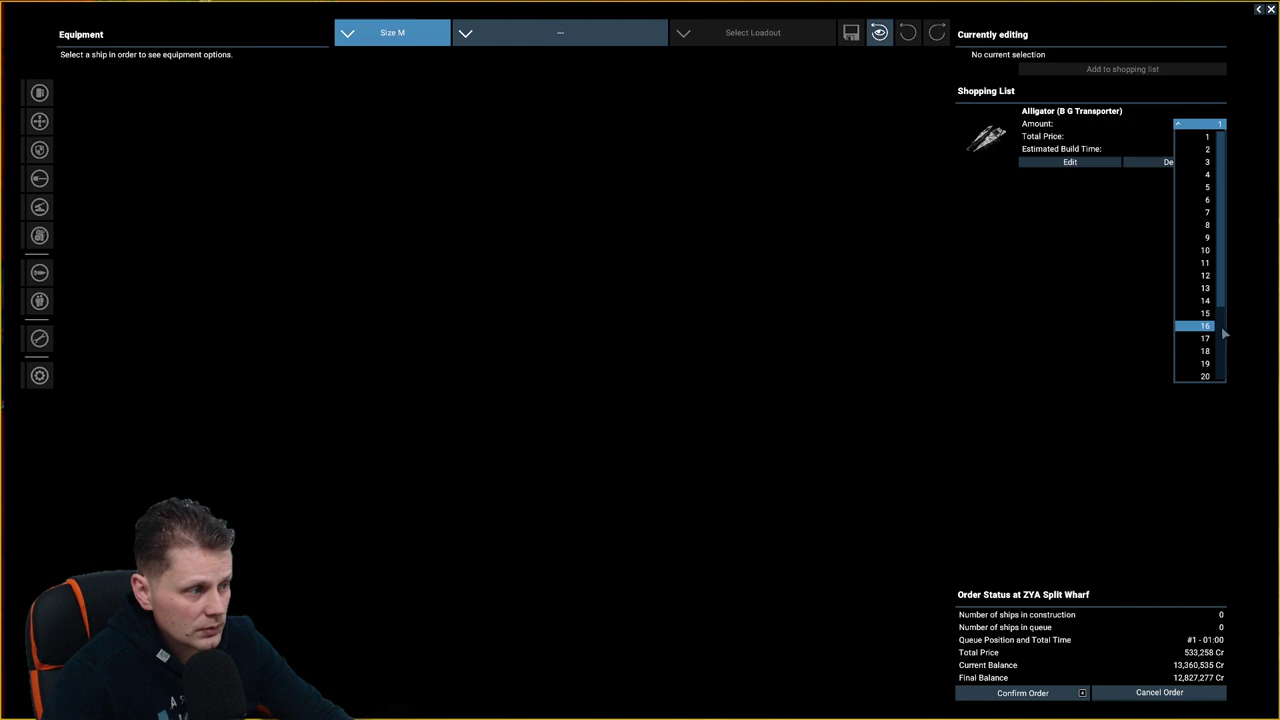 Equipment
Select a ship in order to see equipment options.
Size M
--
Select Loadout
Currently editing
No current selection
Add to shopping list
Shopping List
Alligator (B G Transporter)
Amount:
1
Total Price:
Estimated Build Time:
Edit
De
1
2
3
4
5
6
7
8
9
10
11
12
13
14
15
16
17
18
19
20
Order Status at ZYA Split Wharf
Number of ships in construction 0
Number of ships in queue 0
Queue Position and Total Time #1 - 01:00
Total Price 533,258 Cr
Current Balance 13,360,535 Cr
Final Balance 12,827,277 Cr
Confirm Order
Cancel Order